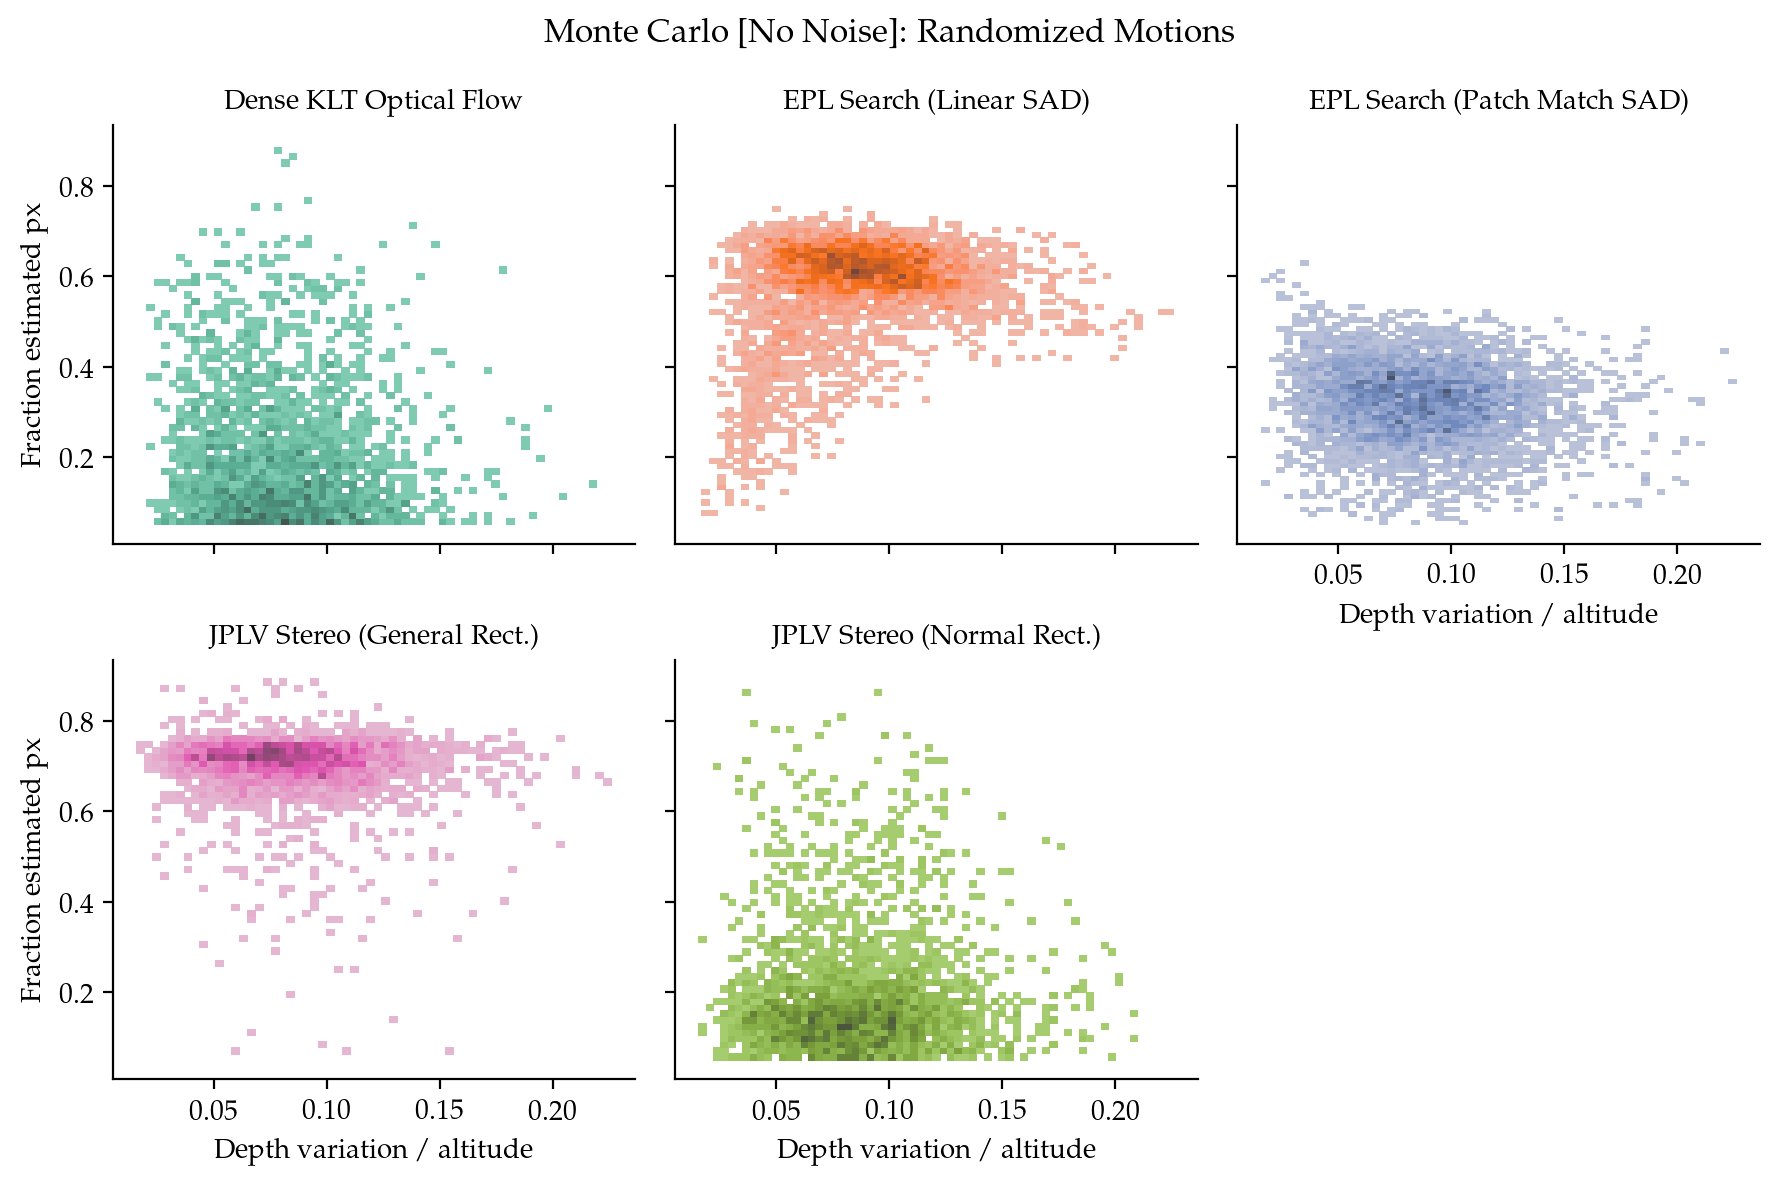 Monte Carlo [No Noise]: Randomized Motions
Dense KLT Optical Flow
EPL Search (Linear SAD)
EPL Search (Patch Match SAD)
Fraction estimated px
0.8
0.6
0.4
0.2
0.05 0.10 0.15 0.20
Depth variation / altitude
JPLV Stereo (General Rect.)
JPLV Stereo (Normal Rect.)
Fraction estimated px
0.8
0.6
0.4
0.2
0.05 0.10 0.15 0.20
Depth variation / altitude
0.05 0.10 0.15 0.20
Depth variation / altitude